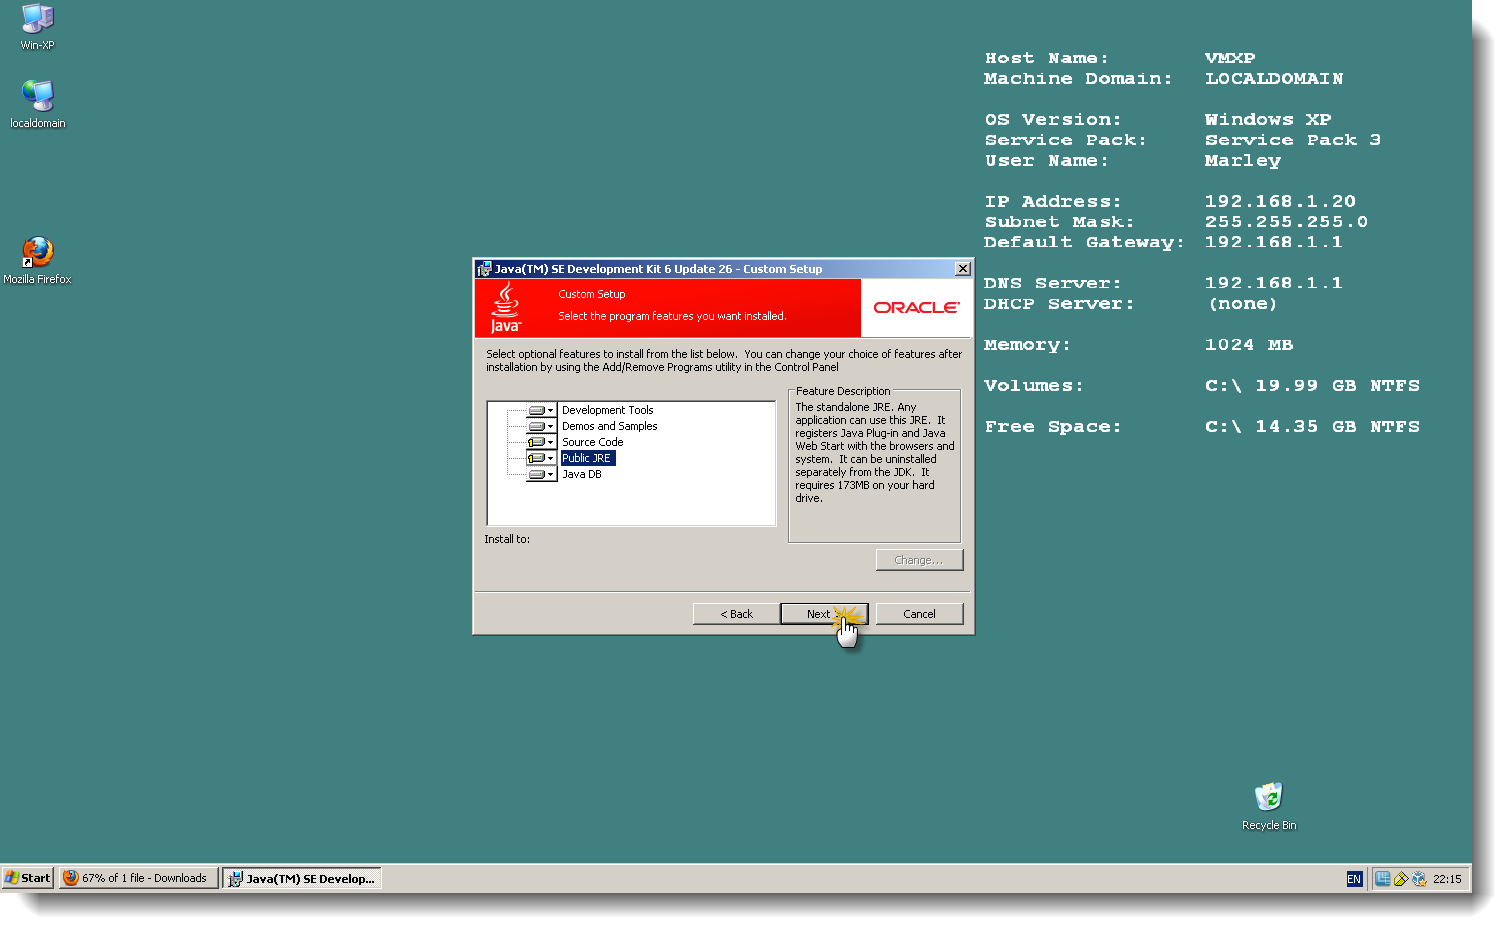 Win-XP
localdomain
Mozilla Firefox
Host Name: VMXP
Machine Domain: LOCALDOMAIN
OS Version: Windows XP
Service Pack: Service Pack 3
User Name: Marley
IP Address: 192.168.1.20
Subnet Mask: 255.255.255.0
Default Gateway: 192.168.1.1
DNS Server: 192.168.1.1
DHCP Server: (none)
Memory: 1024 MB
Volumes: C:\ 19.99 GB NTFS
Free Space: C:\ 14.35 GB NTFS
Java(TM) SE Development Kit 6 Update 26 - Custom Setup
Java
Custom Setup
Select the program features you want installed.
ORACLE
Select optional features to install from the list below. You can change your choice of features after
installation by using the Add/Remove Programs utility in the Control Panel
Development Tools
Demos and Samples
Source Code
Public JRE
Java DB
Feature Description
The standalone JRE. Any
application can use this JRE. It
registers Java Plug-in and Java
Web Start with the browsers and
system. It can be uninstalled
separately from the JDK. It
requires 173MB on your hard
drive.
Install to:
Change...
< Back
Next
Cancel
Recycle Bin
Start
67% of 1 file - Downloads
Java(TM) SE Develop...
EN
22:15